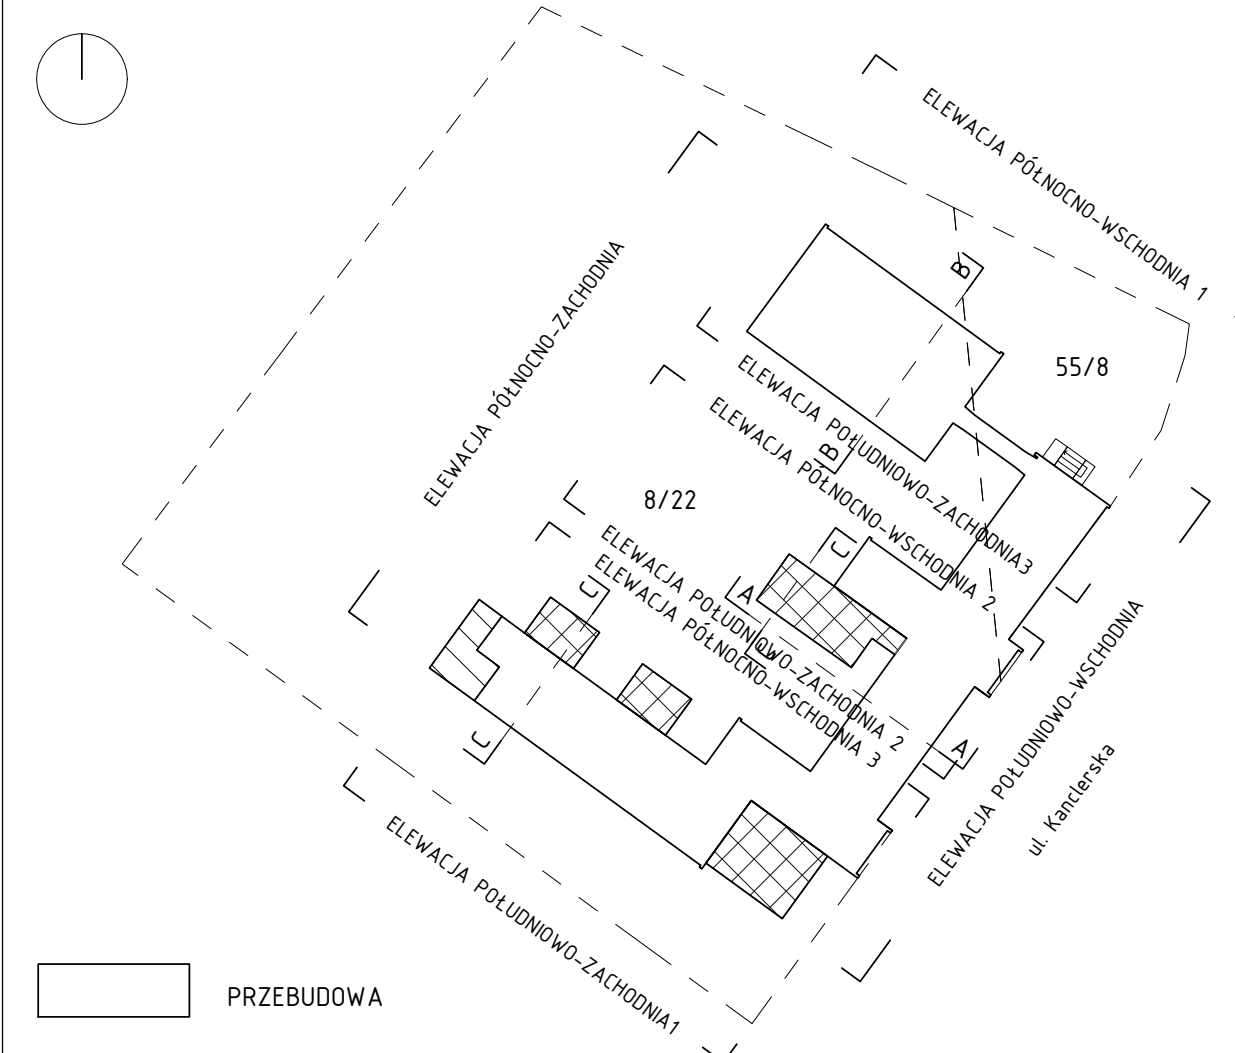 ELEWACJA PÓŁNOCNO-WSCHODNIA 1
ELEWACJA PÓŁNOCNO-ZACHODNIA
B
55/8
ELEWACJA POŁUDNIOWO-ZACHODNIA3
ELEWACJA PÓŁNOCNO-WSCHODNIA 2
B
8/22
ELEWACJA POŁUDNIOWO-ZACHODNIA 2
ELEWACJA PÓŁNOCNO-WSCHODNIA 3
C
C
A
C
C
A
ELEWACJA POŁUDNIOWO-WSCHODNIA
ul. Kanclerska
ELEWACJA POŁUDNIOWO-ZACHODNIA1
PRZEBUDOWA